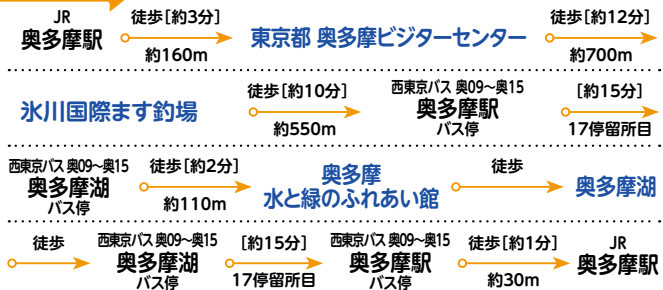 JR
奥多摩駅
徒歩[約3分]
約160m
東京都 奥多摩ビジターセンター
徒歩[約12分]
約700m
氷川国際ます釣場
徒歩[約10分]
約550m
西東京バス 奥09〜奥15
奥多摩駅
バス停
[約15分]
17停留所目
西東京バス 奥09〜奥15
奥多摩湖
バス停
徒歩[約2分]
約110m
奥多摩
水と緑のふれあい館
徒歩
奥多摩湖
徒歩
西東京バス 奥09〜奥15
奥多摩湖
バス停
[約15分]
17停留所目
西東京バス 奥09〜奥15
奥多摩駅
バス停
徒歩[約1分]
約30m
JR
奥多摩駅